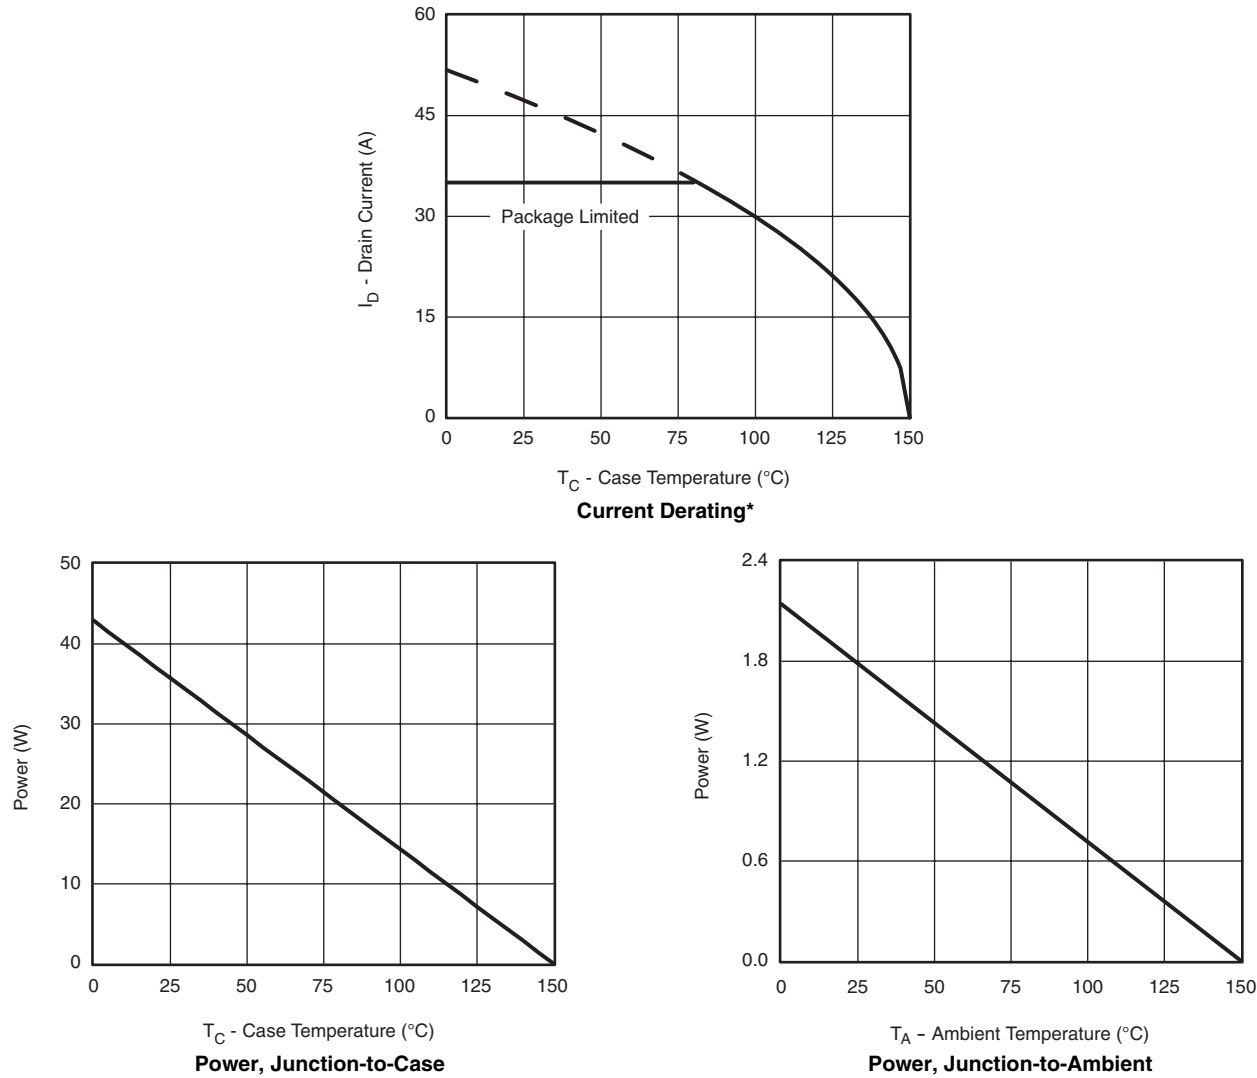 60
45
30
15
0
I_D - Drain Current (A)
Package Limited
0 25 50 75 100 125 150
T_C - Case Temperature (°C)
Current Derating*
50
40
30
20
10
0
Power (W)
0 25 50 75 100 125 150
T_C - Case Temperature (°C)
Power, Junction-to-Case
2.4
1.8
1.2
0.6
0.0
Power (W)
0 25 50 75 100 125 150
T_A - Ambient Temperature (°C)
Power, Junction-to-Ambient